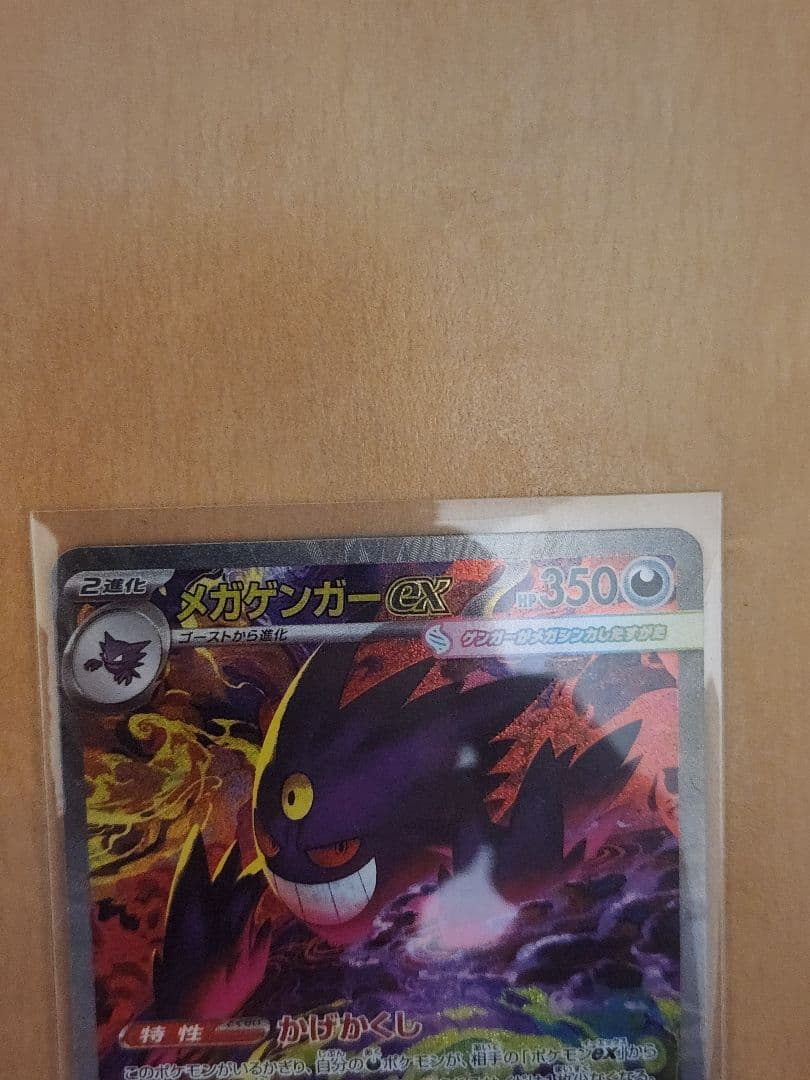 2進化
メガゲンガーex
HP 350
ゴーストから進化
ゲンガーがメガシンカしたすがた
特性
かげかくし
このポケモンがいるかぎり、自分のポケモンが、相手の「ポケモンex」から